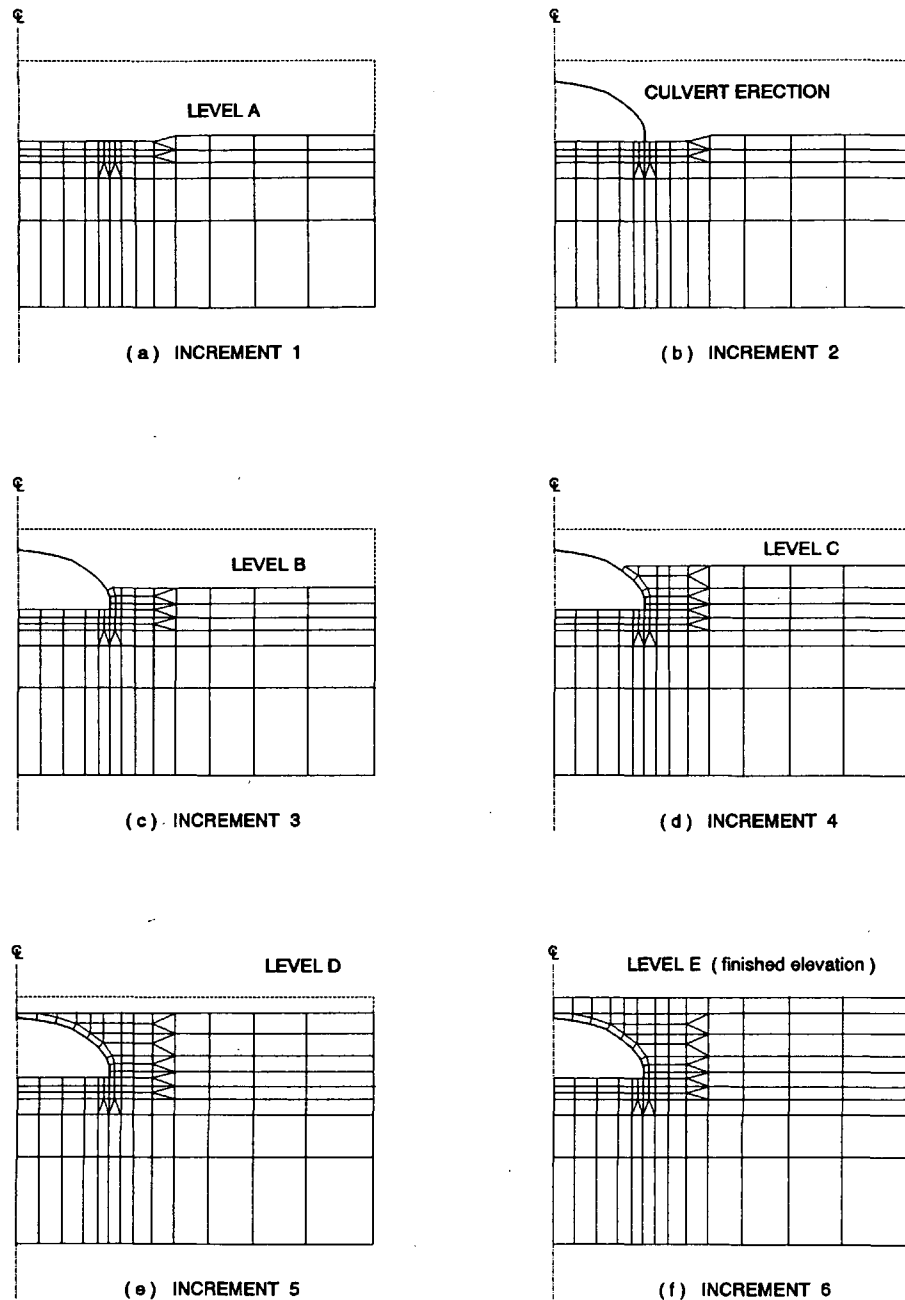 ℄
℄
LEVEL A
CULVERT ERECTION
( a ) INCREMENT 1
( b ) INCREMENT 2
℄
℄
LEVEL B
LEVEL C
( c ) INCREMENT 3
( d ) INCREMENT 4
℄
℄
LEVEL D
LEVEL E ( finished elevation )
( e ) INCREMENT 5
( f ) INCREMENT 6